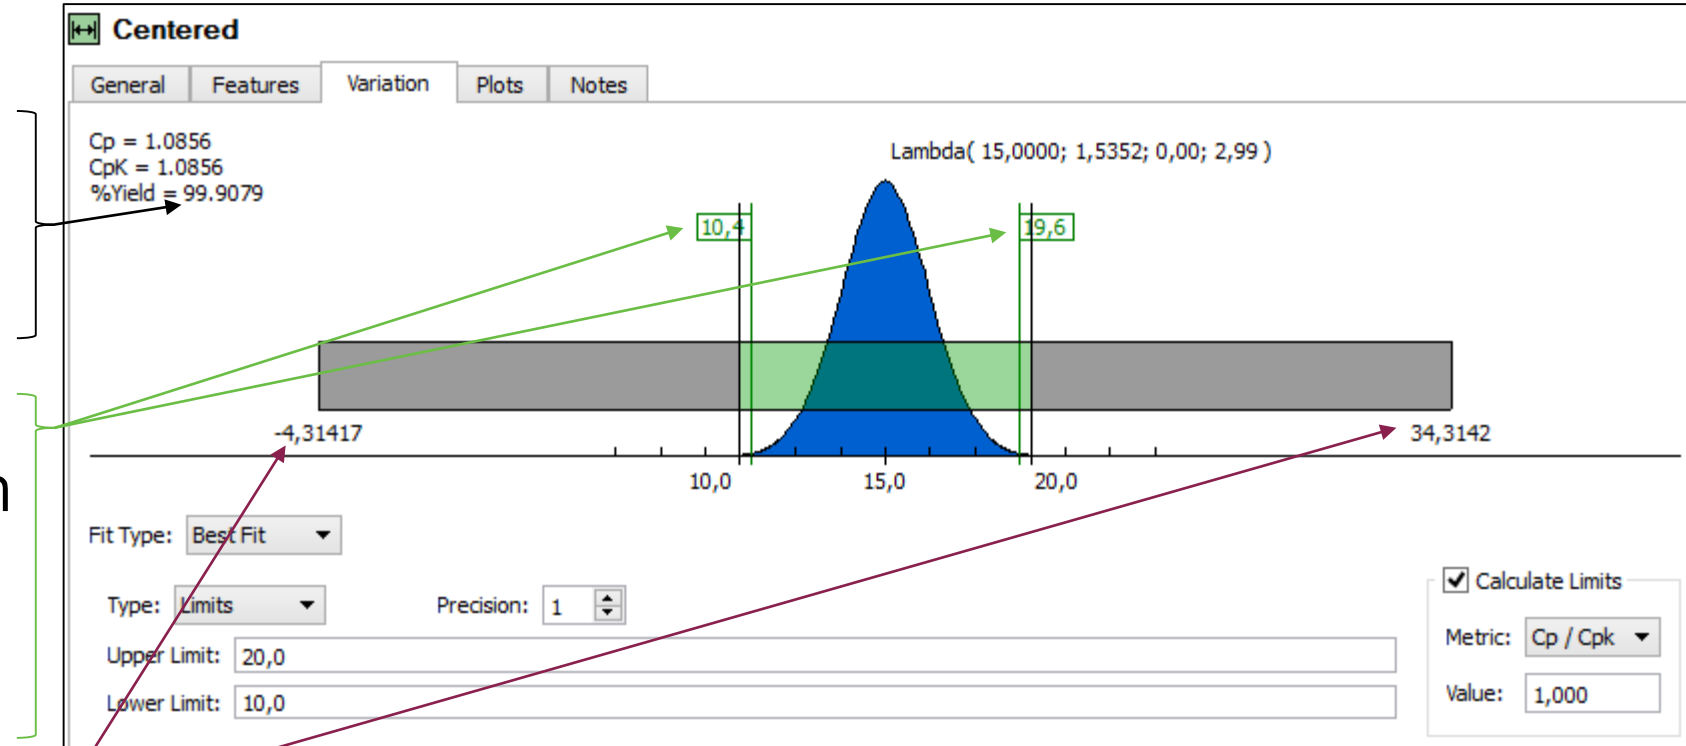 Centered
General Features Variation Plots Notes
Cp = 1.0856
CpK = 1.0856
%Yield = 99.9079
Lambda( 15,0000; 1,5352; 0,00; 2,99 )
10,4 19,6
-4,31417 34,3142
10,0 15,0 20,0
n
Fit Type: Best Fit
Type: Limits Precision: 1
Upper Limit: 20,0
Lower Limit: 10,0
Calculate Limits
Metric: Cp / Cpk
Value: 1,000